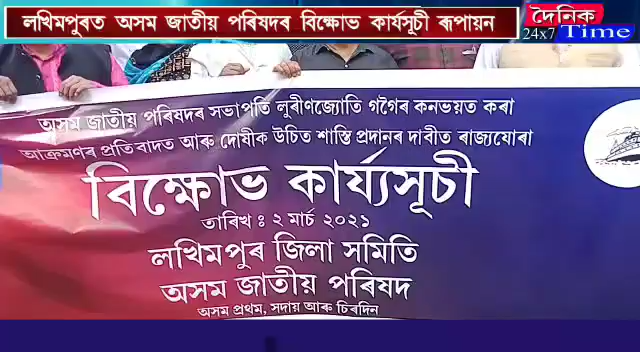 লখিমপুৰত অসম জাতীয় পৰিষদৰ বিক্ষোভ কাৰ্যসূচী ৰূপায়ন
দৈনিক
24x7 Time
অসম জাতীয় পৰিষদৰ সভাপতি লুৰীণজ্যোতি গগৈৰ কনভয়ত কৰা
আক্ৰমণৰ প্ৰতিবাদত আৰু দোষীক উচিত শাস্তি প্ৰদানৰ দাবীত ৰাজ্যযোৰা
বিক্ষোভ কাৰ্য্যসূচী
তাৰিখ : ২ মাৰ্চ ২০২১
লখিমপুৰ জিলা সমিতি
অসম জাতীয় পৰিষদ
অসম প্ৰথম, সদায় আৰু চিৰদিন